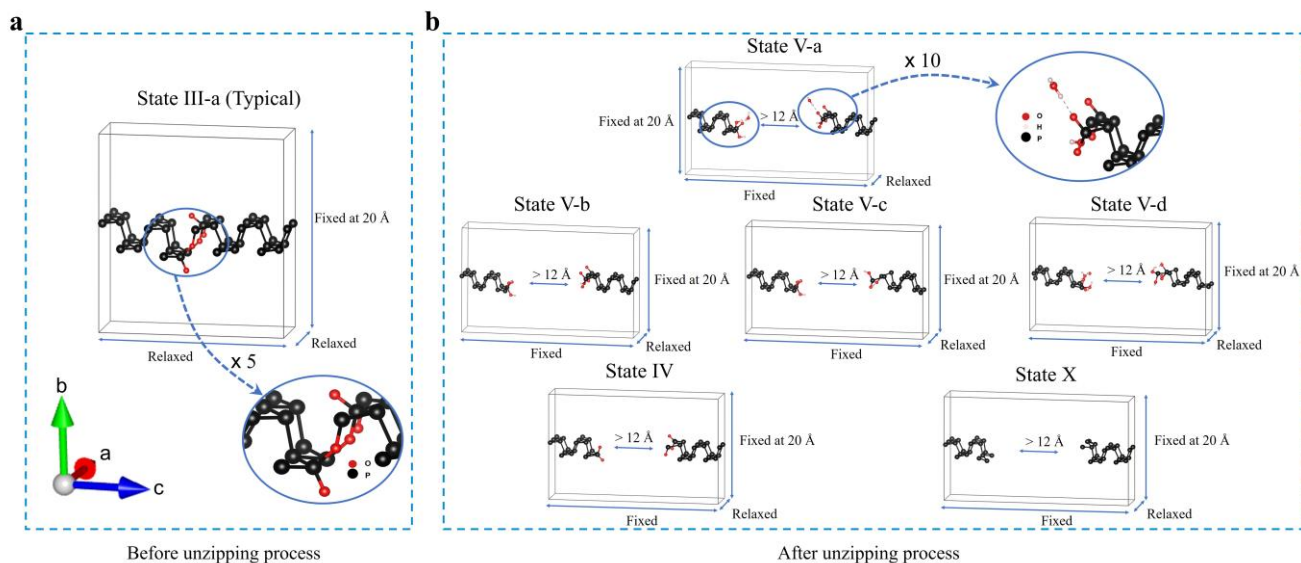 a
State III-a (Typical)
Fixed at 20 Å
Relaxed
Relaxed
x 5
O
P
b
a
c
Before unzipping process
b
State V-a
x 10
Fixed at 20 Å
> 12 Å
Relaxed
Fixed
O
H
P
State V-b
State V-c
State V-d
> 12 Å
Fixed at 20 Å
Relaxed
Fixed
> 12 Å
Fixed at 20 Å
Relaxed
Fixed
> 12 Å
Fixed at 20 Å
Relaxed
Fixed
State IV
State X
> 12 Å
Fixed at 20 Å
Relaxed
Fixed
> 12 Å
Fixed at 20 Å
Relaxed
Fixed
After unzipping process